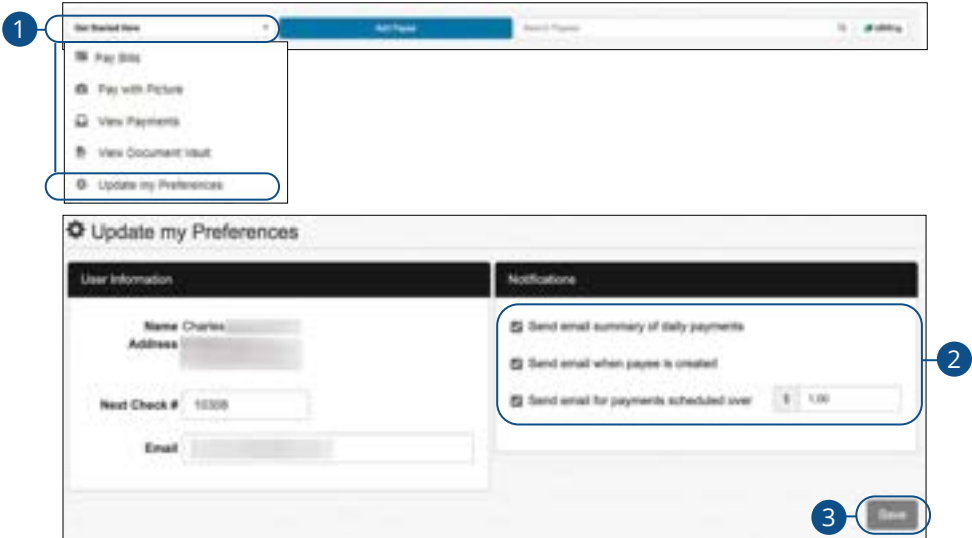 1
Get Started Here
Add Payee
Search Payees
eBilling
Pay Bills
Pay with Picture
View Payments
View Document Vault
Update my Preferences
Update my Preferences
User Information
Notifications
Name Charles
Address
Next Check # 10308
Email
Send email summary of daily payments
Send email when payee is created
Send email for payments scheduled over $ 1.00
2
3
Save